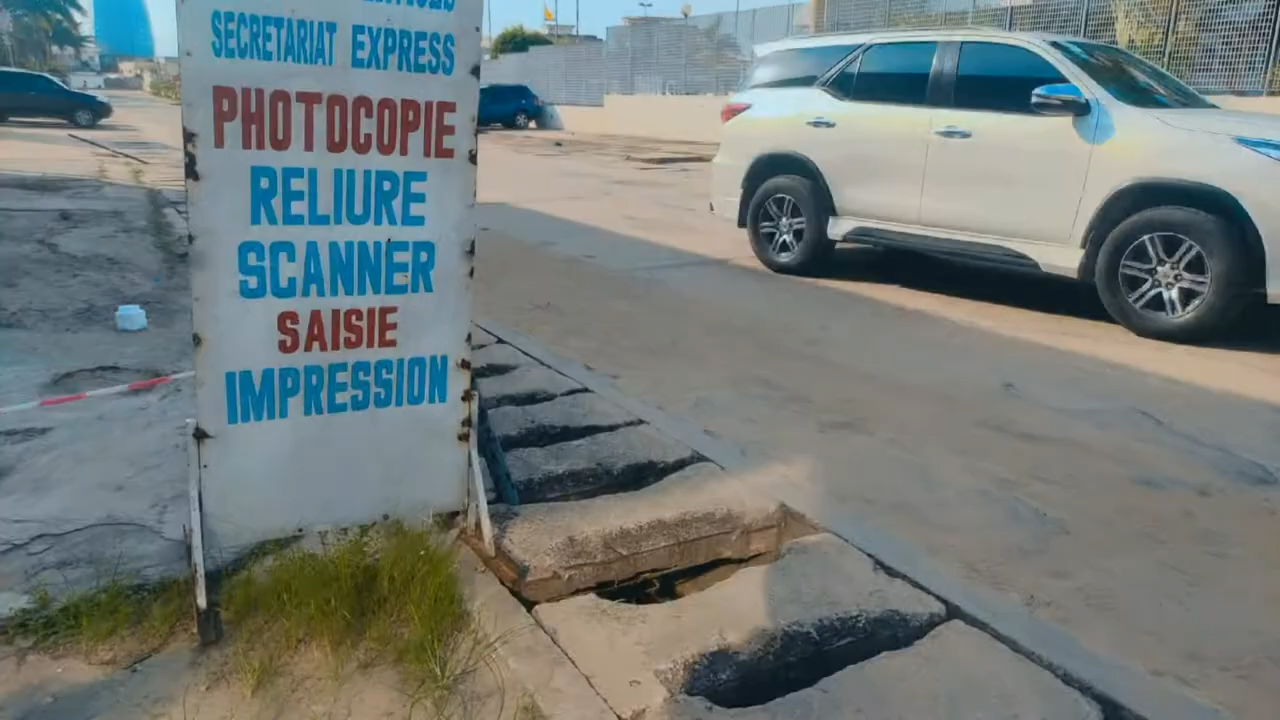 SECRETARIAT EXPRESS
PHOTOCOPIE
RELIURE
SCANNER
SAISIE
IMPRESSION